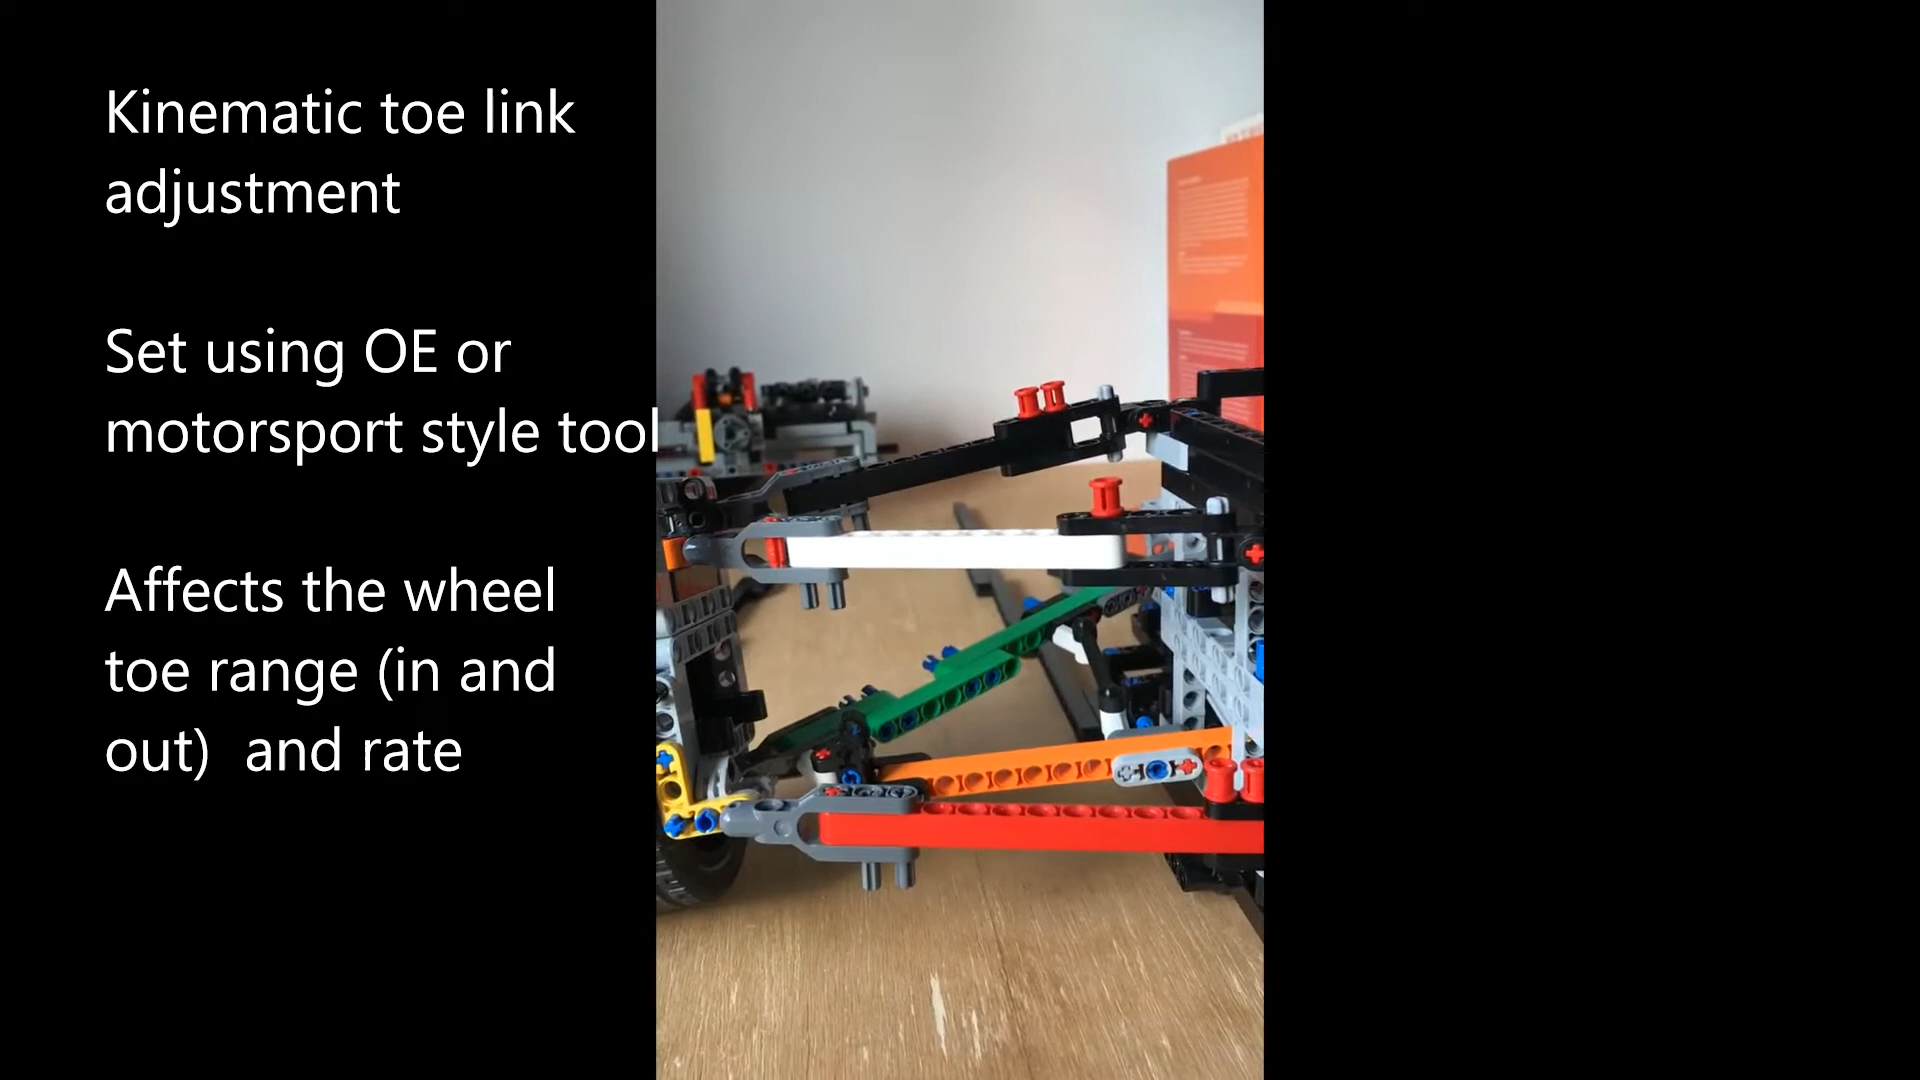 Kinematic toe link
adjustment
Set using OE or
motorsport style tool
Affects the wheel
toe range (in and
out)  and rate